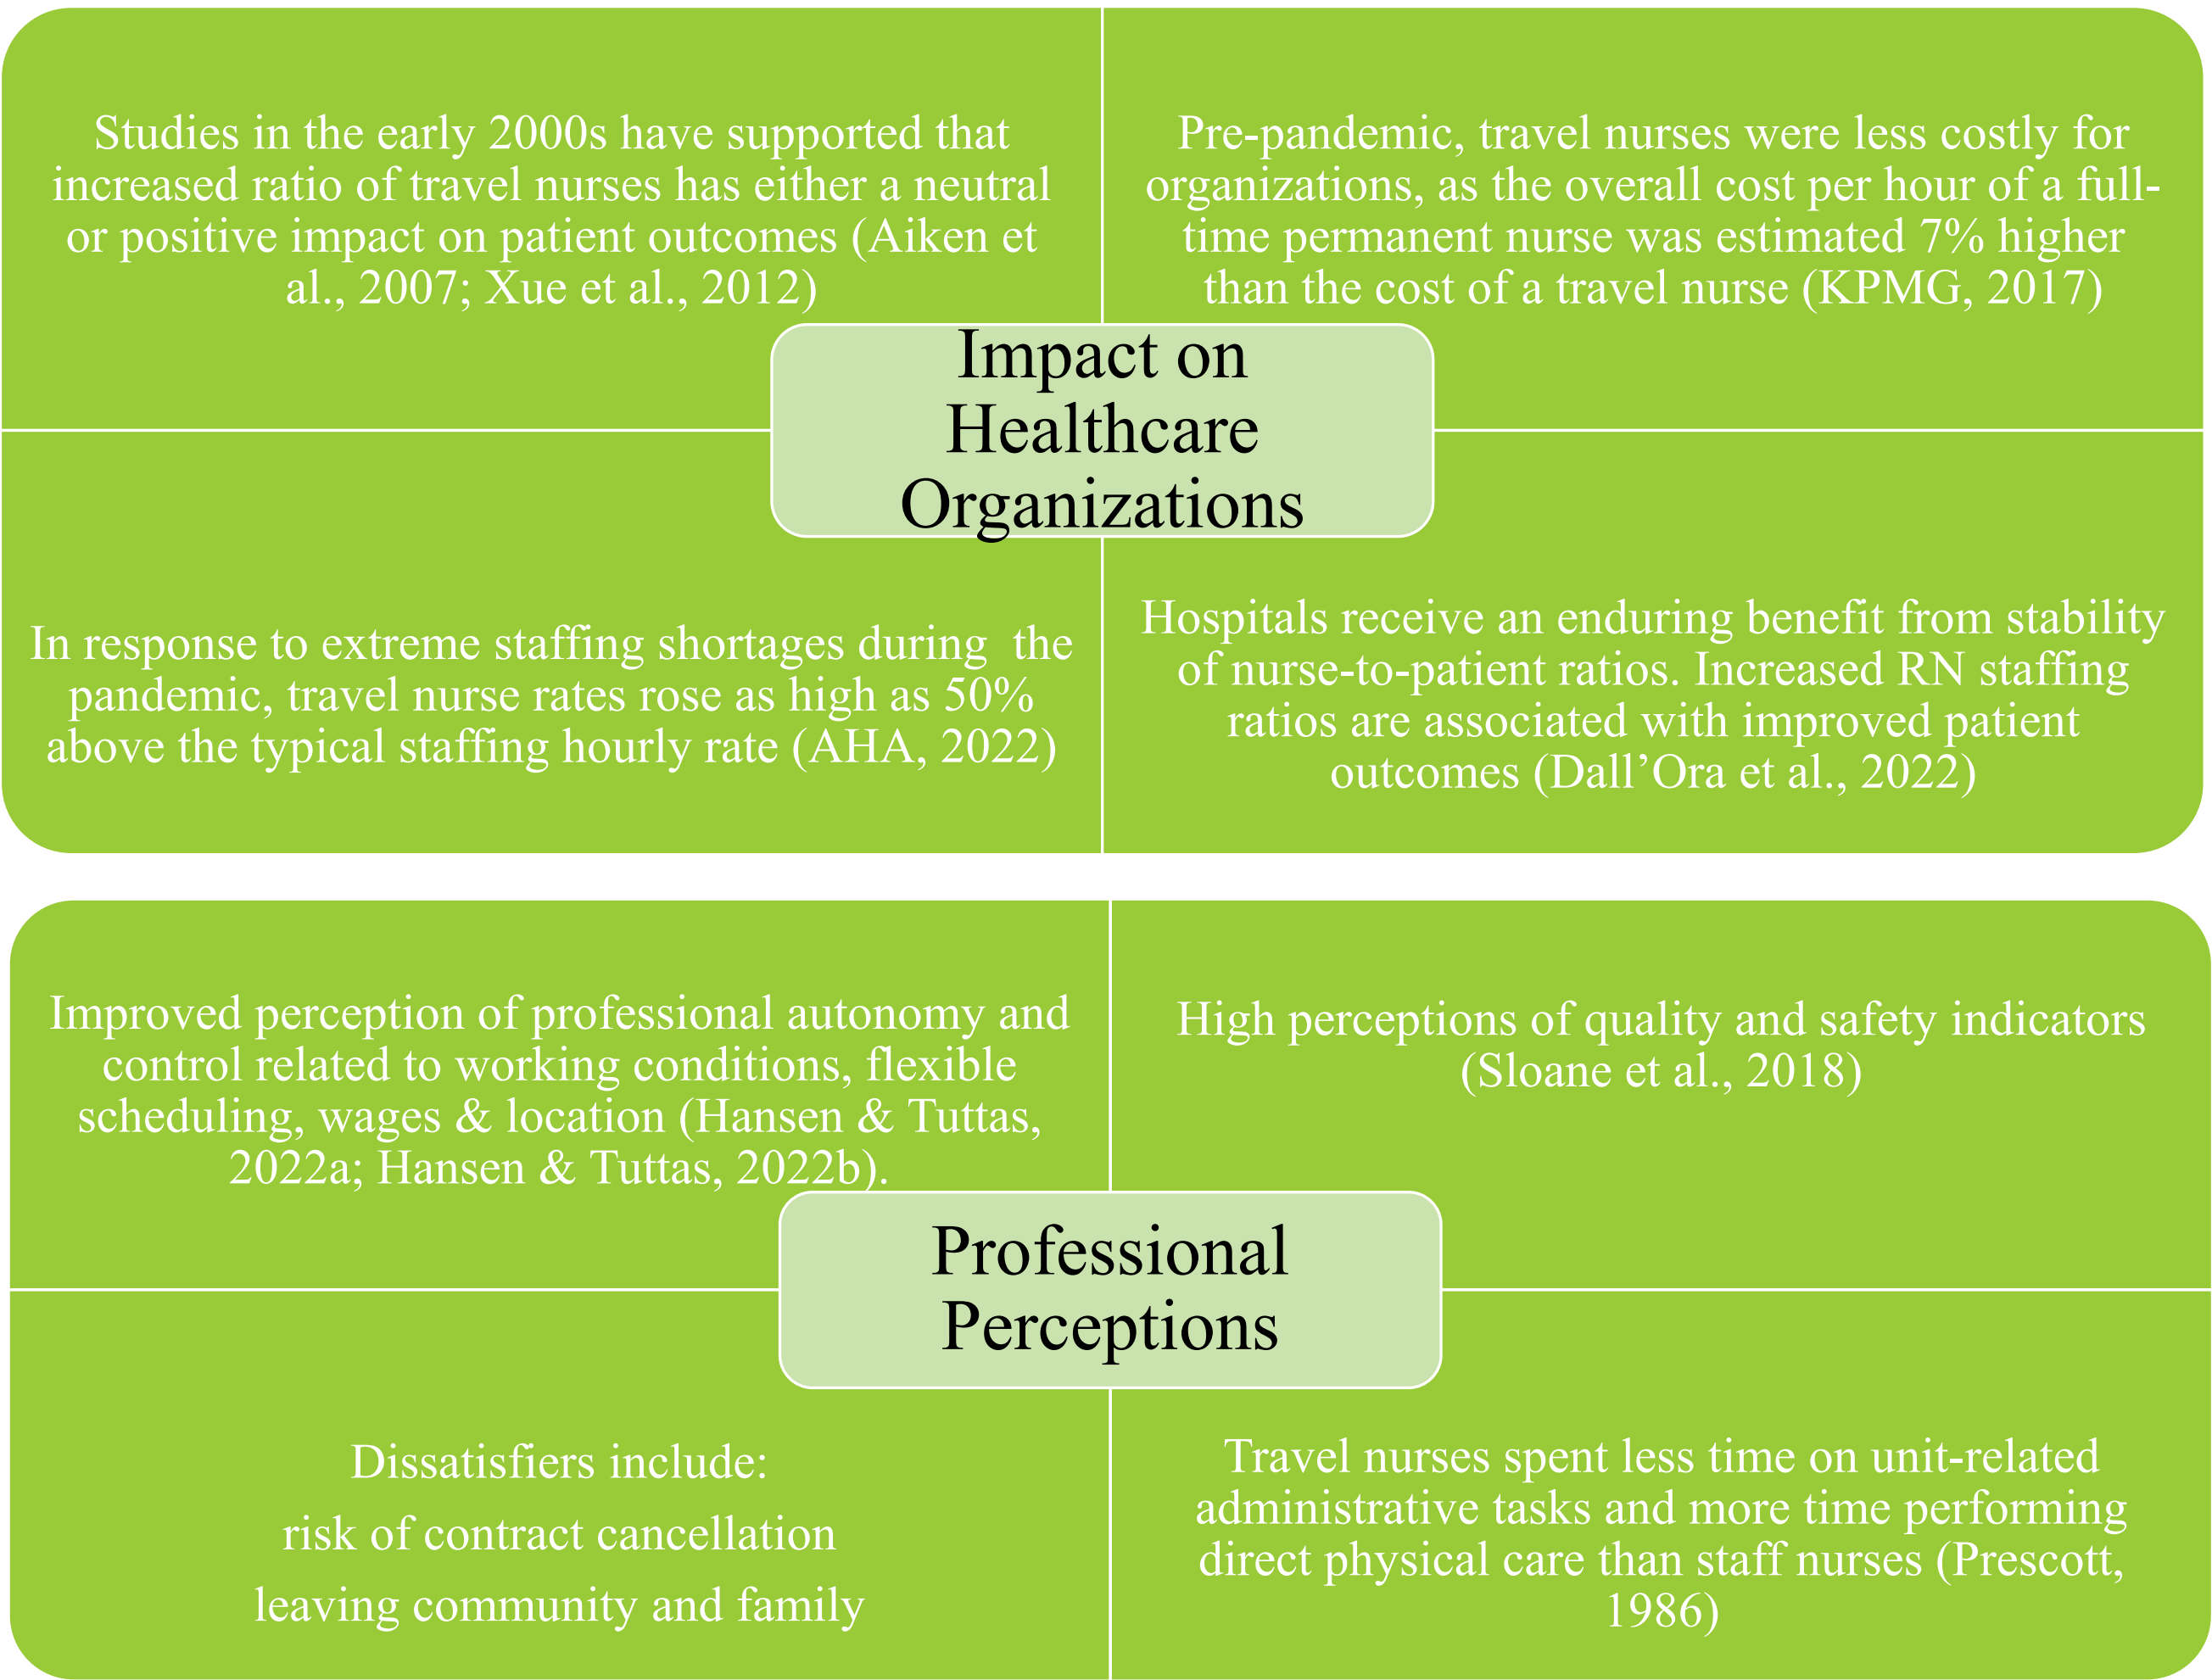 Studies in the early 2000s have supported that
increased ratio of travel nurses has either a neutral
or positive impact on patient outcomes (Aiken et
al., 2007; Xue et al., 2012)
Pre-pandemic, travel nurses were less costly for
organizations, as the overall cost per hour of a full-
time permanent nurse was estimated 7% higher
than the cost of a travel nurse (KPMG, 2017)
Impact on
Healthcare
Organizations
In response to extreme staffing shortages during the
pandemic, travel nurse rates rose as high as 50%
above the typical staffing hourly rate (AHA, 2022)
Hospitals receive an enduring benefit from stability
of nurse-to-patient ratios. Increased RN staffing
ratios are associated with improved patient
outcomes (Dall’Ora et al., 2022)
Improved perception of professional autonomy and
control related to working conditions, flexible
scheduling, wages & location (Hansen & Tuttas,
2022a; Hansen & Tuttas, 2022b).
High perceptions of quality and safety indicators
(Sloane et al., 2018)
Professional
Perceptions
Dissatisfiers include:
risk of contract cancellation
leaving community and family
Travel nurses spent less time on unit-related
administrative tasks and more time performing
direct physical care than staff nurses (Prescott,
1986)